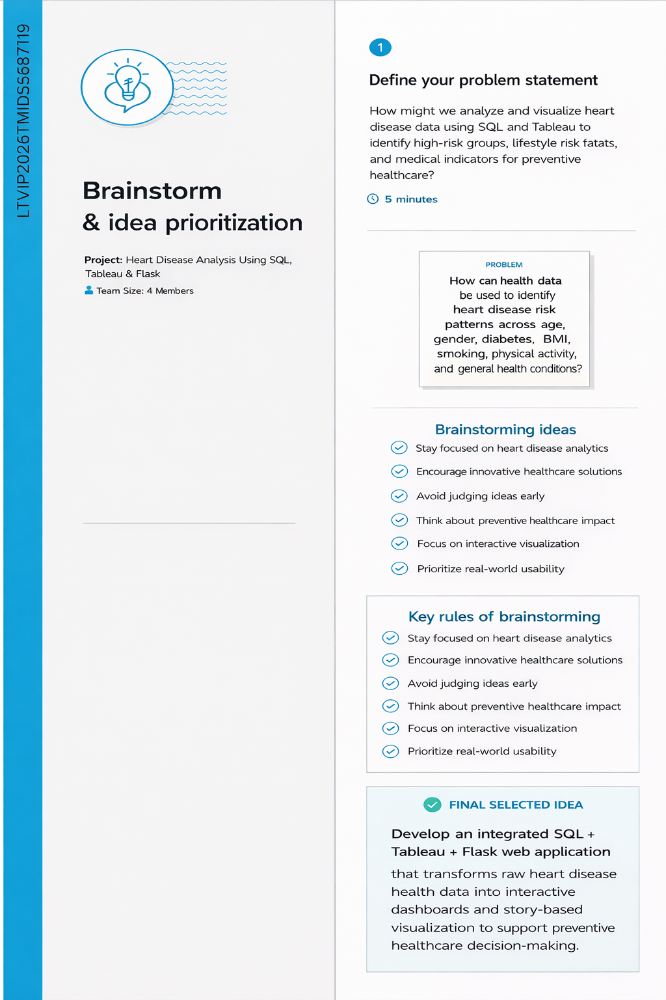 LTVIP2026TMIDS5687119
Brainstorm
& idea prioritization
Project: Heart Disease Analysis Using SQL,
Tableau & Flask
Team Size: 4 Members
1
Define your problem statement
How might we analyze and visualize heart
disease data using SQL and Tableau to
identify high-risk groups, lifestyle risk fatats,
and medical indicators for preventive
healthcare?
5 minutes
PROBLEM
How can health data
be used to identify
heart disease risk
patterns across age,
gender, diabetes, BMI,
smoking, physical activity,
and general health conditions?
Brainstorming ideas
Stay focused on heart disease analytics
Encourage innovative healthcare solutions
Avoid judging ideas early
Think about preventive healthcare impact
Focus on interactive visualization
Prioritize real-world usability
Key rules of brainstorming
Stay focused on heart disease analytics
Encourage innovative healthcare solutions
Avoid judging ideas early
Think about preventive healthcare impact
Focus on interactive visualization
Prioritize real-world usability
FINAL SELECTED IDEA
Develop an integrated SQL +
Tableau + Flask web application
that transforms raw heart disease
health data into interactive
dashboards and story-based
visualization to support preventive
healthcare decision-making.